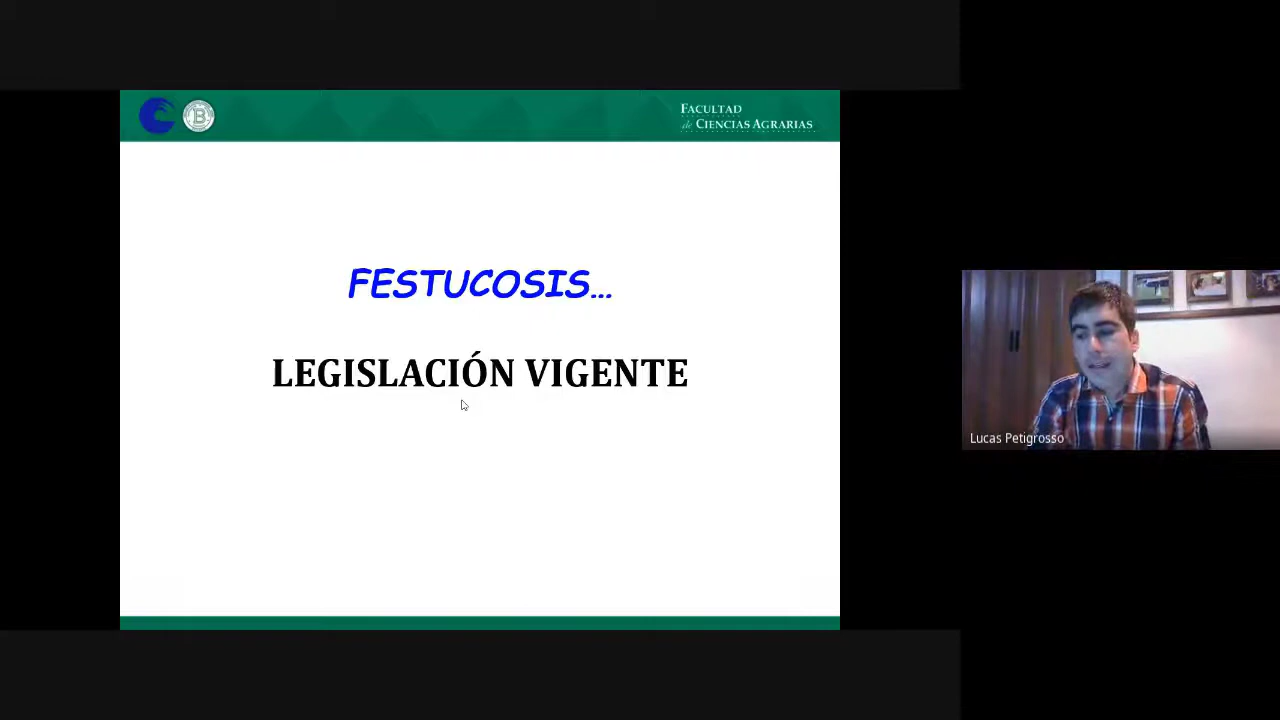 FACULTAD
de CIENCIAS AGRARIAS
FESTUCOSIS...
LEGISLACIÓN VIGENTE
Lucas Petigrosso